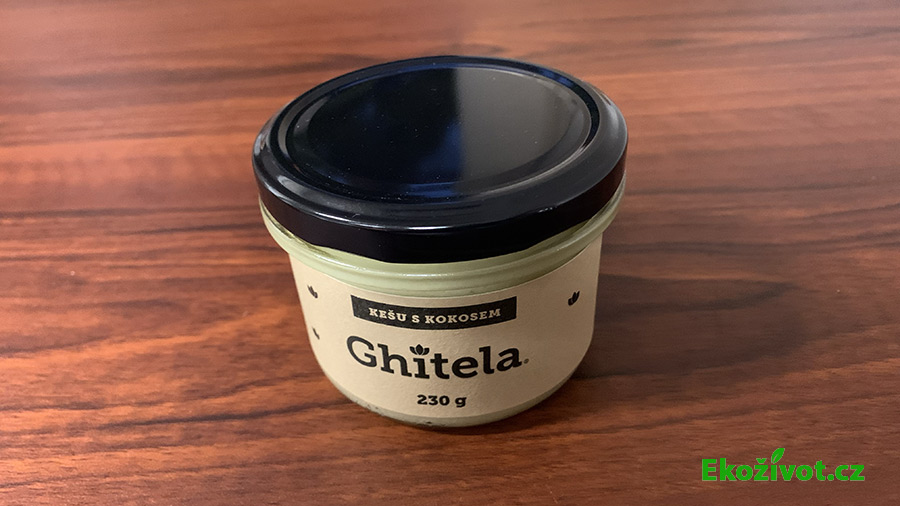 KEŠU S KOKOSEM
Ghitela®
230 g
Ekoživot.cz